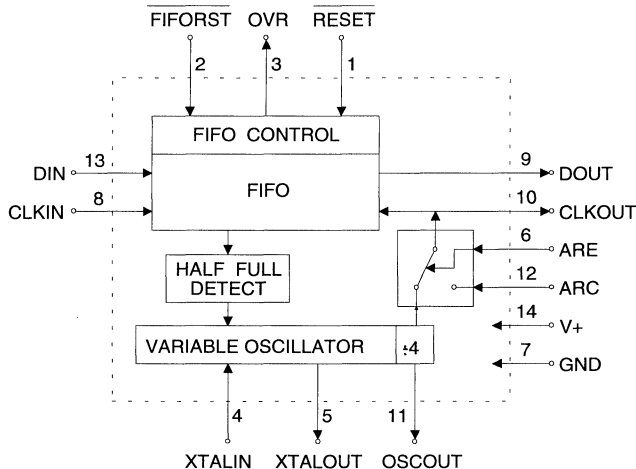 FIFORST OVR RESET
2 3 1
FIFO CONTROL
FIFO
DIN 13
CLKIN 8
9 DOUT
10 CLKOUT
6 ARE
12 ARC
14 V+
7 GND
HALF FULL
DETECT
VARIABLE OSCILLATOR ÷4
4 5 11
XTALIN XTALOUT OSCOUT